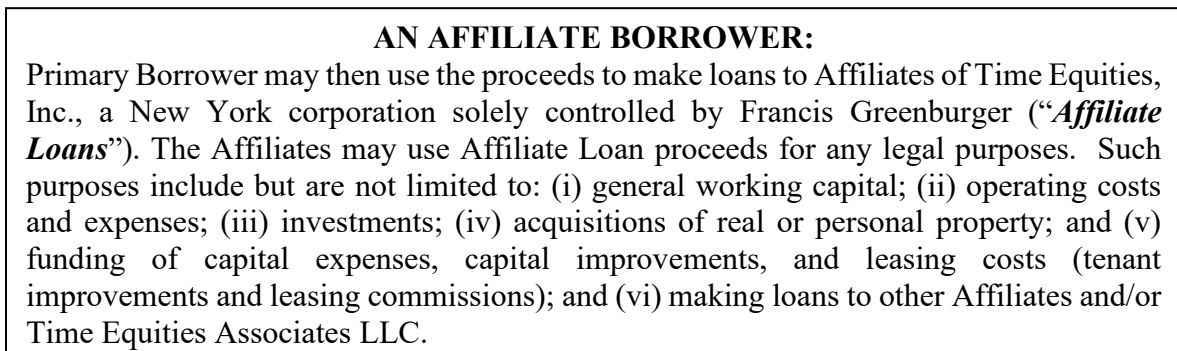 AN AFFILIATE BORROWER:
Primary Borrower may then use the proceeds to make loans to Affiliates of Time Equities,
Inc., a New York corporation solely controlled by Francis Greenburger (“Affiliate
Loans”). The Affiliates may use Affiliate Loan proceeds for any legal purposes. Such
purposes include but are not limited to: (i) general working capital; (ii) operating costs
and expenses; (iii) investments; (iv) acquisitions of real or personal property; and (v)
funding of capital expenses, capital improvements, and leasing costs (tenant
improvements and leasing commissions); and (vi) making loans to other Affiliates and/or
Time Equities Associates LLC.